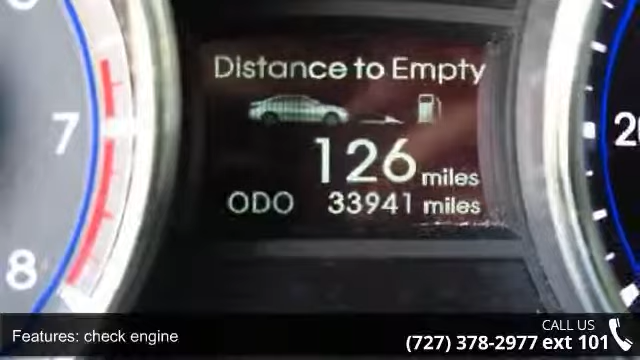 7
8
Distance to Empty
126 miles
ODO 33941 miles
20
Features: check engine
CALL US
(727) 378-2977 ext 101